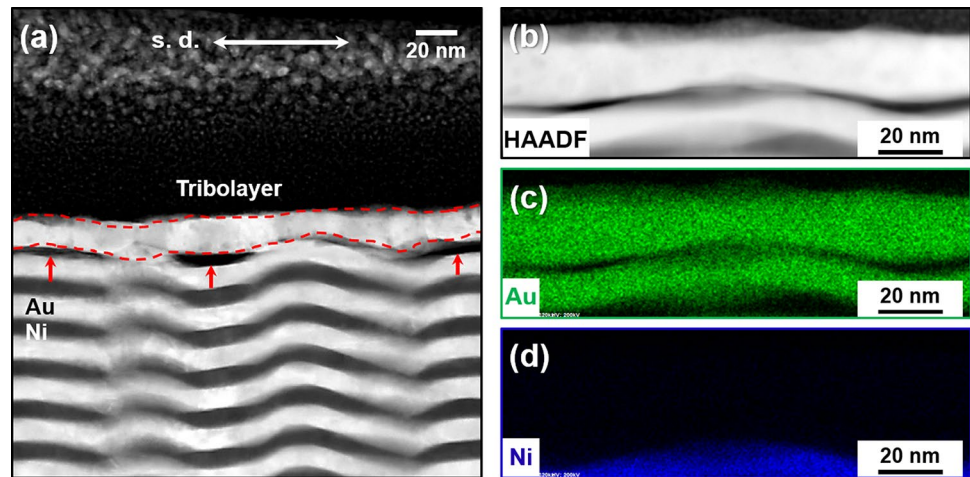 (a)
s. d.
20 nm
Tribolayer
Au
Ni
(b)
HAADF
20 nm
(c)
Au
20 nm
(d)
Ni
20 nm